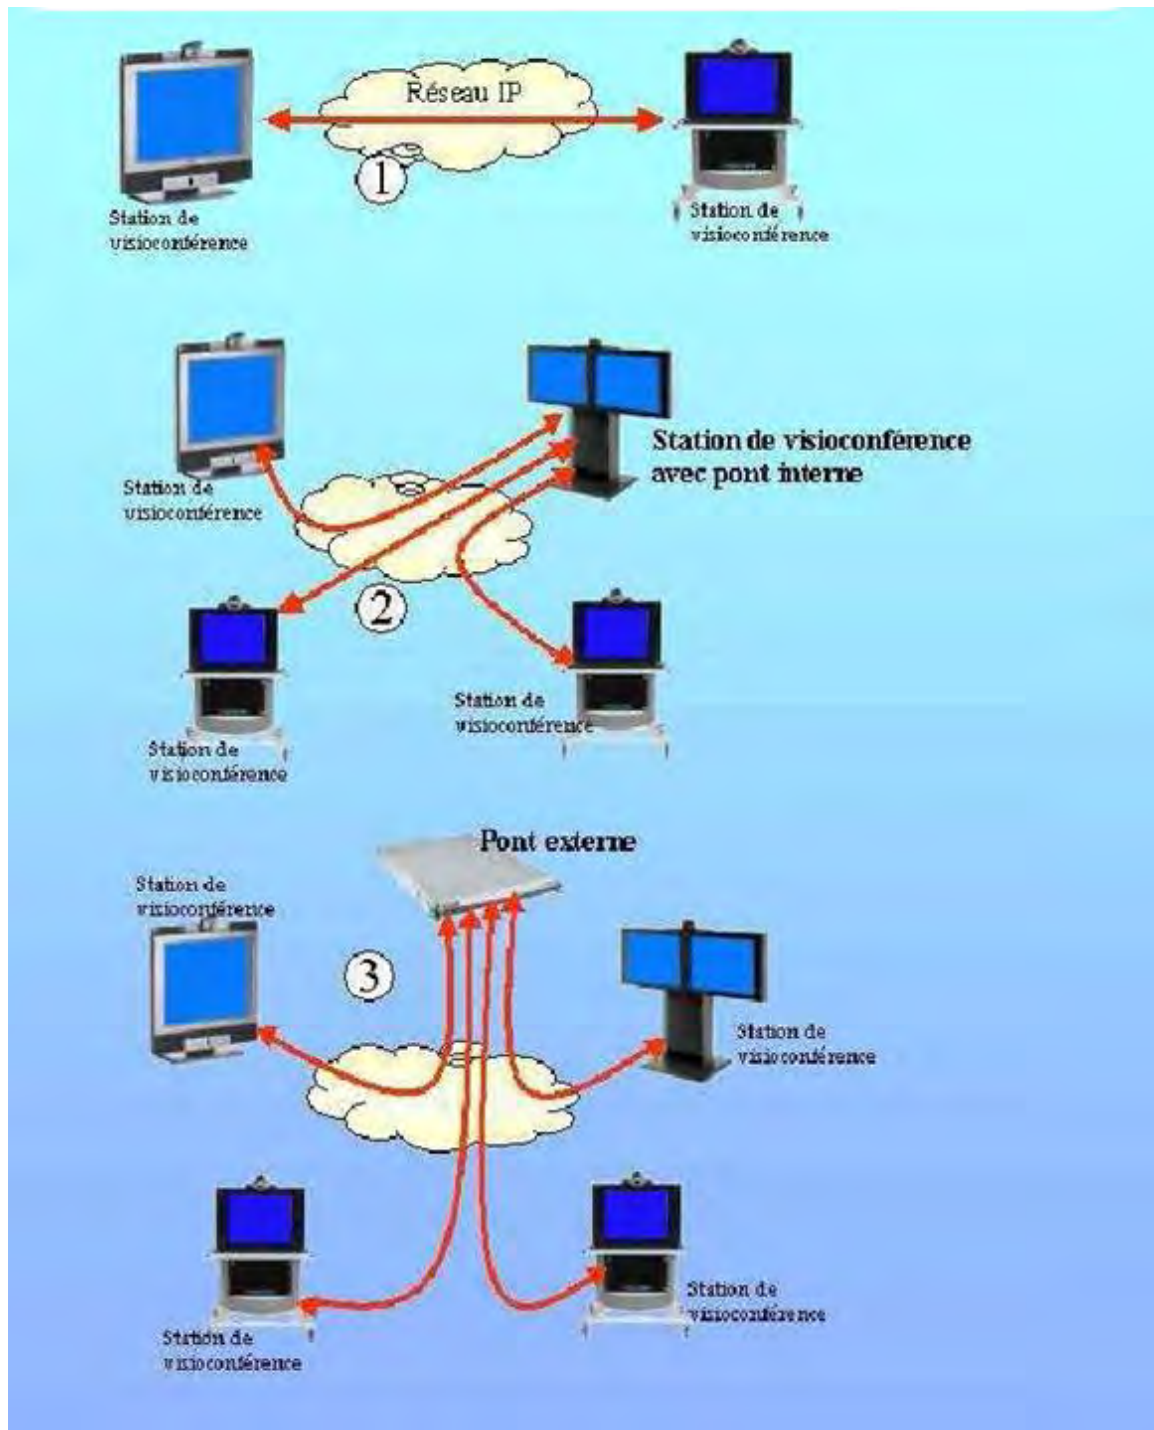 Réseau IP
1
Station de
visioconférence
Station de
visioconférence
Station de visioconférence
avec pont interne
Station de
visioconférence
2
Station de
visioconférence
Station de
visioconférence
Pont externe
Station de
visioconférence
3
Station de
visioconférence
Station de
visioconférence
Station de
visioconférence